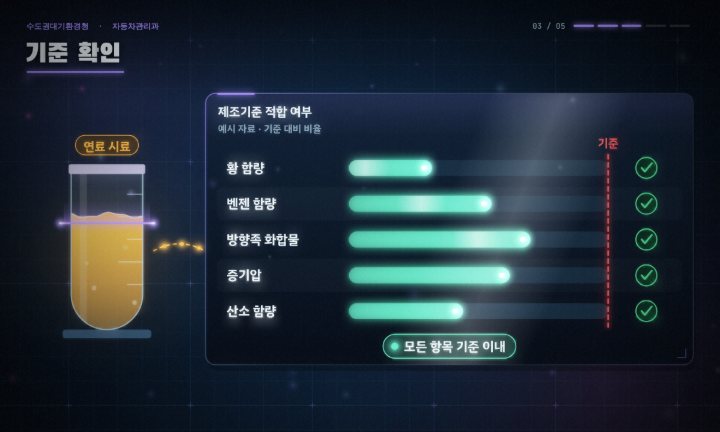 수도권대기환경청 · 자동차관리과
03 / 05
기준 확인
연료 시료
제조기준 적합 여부
예시 자료 · 기준 대비 비율
기준
황 함량
벤젠 함량
방향족 화합물
증기압
산소 함량
모든 항목 기준 이내